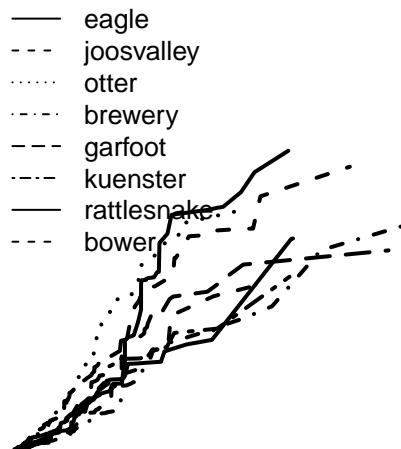 eagle
joosvalley
otter
brewery
garfoot
kuenster
rattlesnake
bower